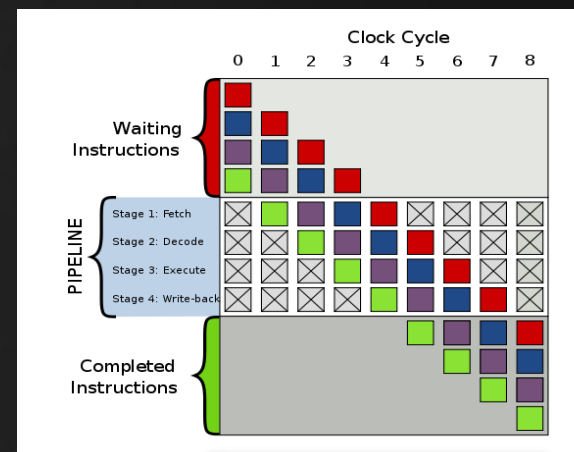 Clock Cycle
0 1 2 3 4 5 6 7 8
Waiting
Instructions
PIPELINE
Stage 1: Fetch
Stage 2: Decode
Stage 3: Execute
Stage 4: Write-back
Completed
Instructions